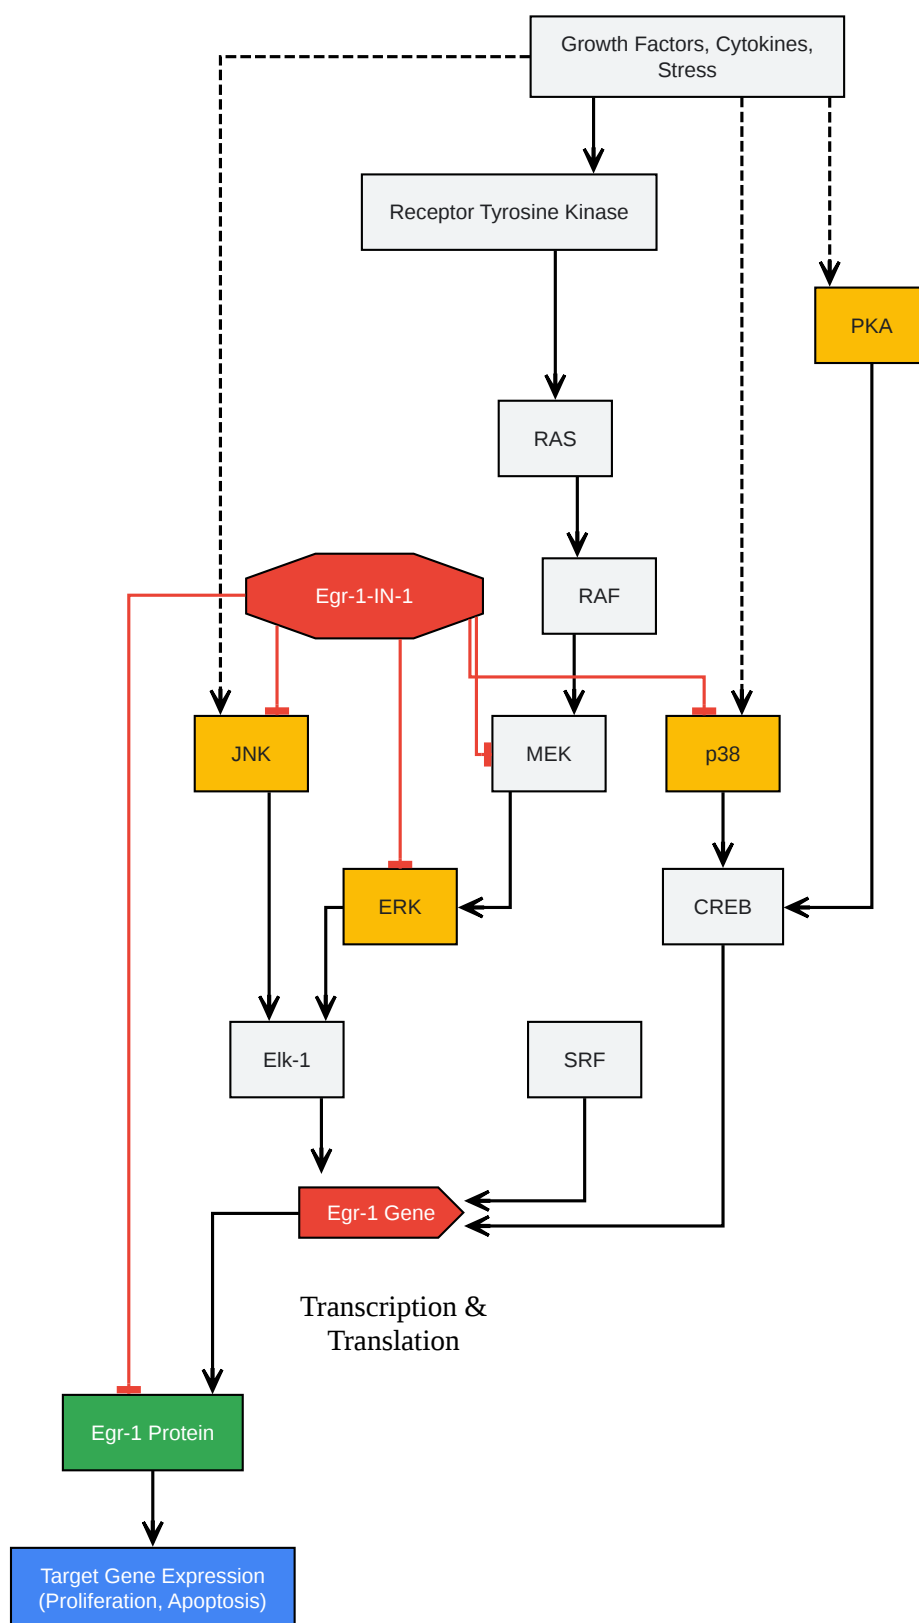 Growth Factors, Cytokines,
Stress
Receptor Tyrosine Kinase
PKA
RAS
RAF
Egr-1-IN-1
JNK
MEK
p38
ERK
CREB
Elk-1
SRF
Egr-1 Gene
Transcription &
Translation
Egr-1 Protein
Target Gene Expression
(Proliferation, Apoptosis)